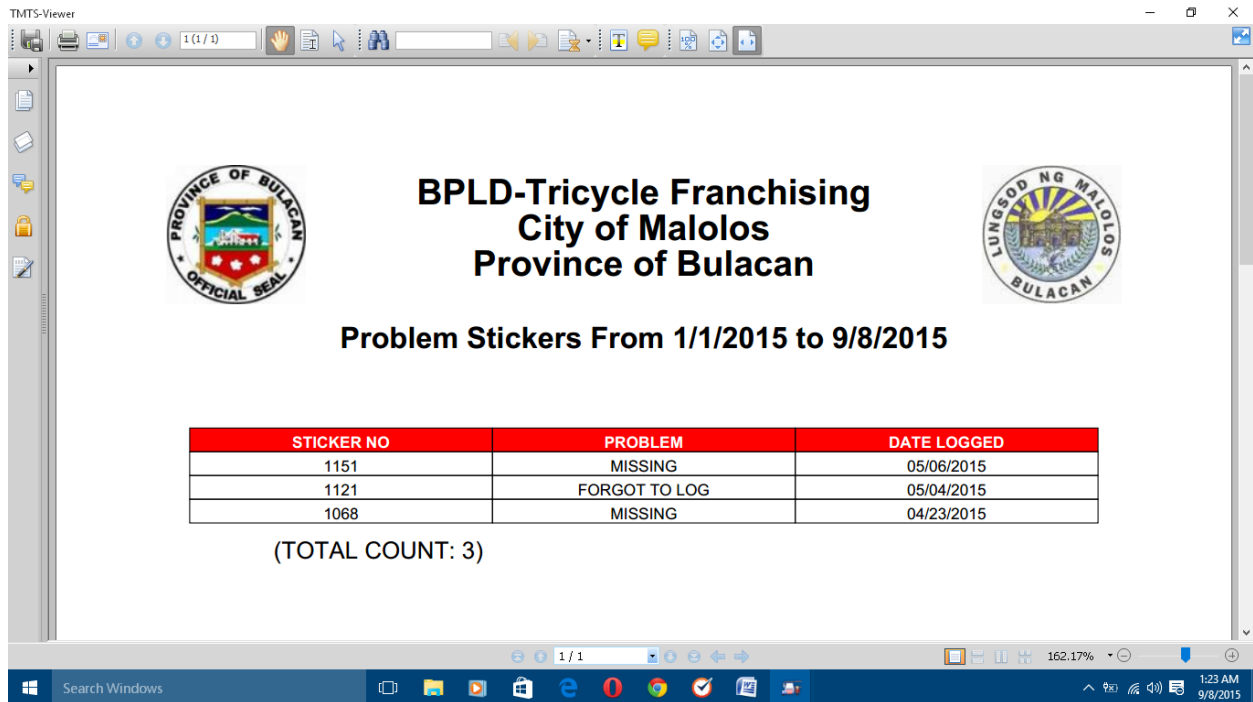 TMTS-Viewer
1 (1 / 1)
PROVINCE OF BULACAN
OFFICIAL SEAL
BPLD-Tricycle Franchising
City of Malolos
Province of Bulacan
LUNGSOD NG MALOLOS
BULACAN
Problem Stickers From 1/1/2015 to 9/8/2015
STICKER NO PROBLEM DATE LOGGED
1151 MISSING 05/06/2015
1121 FORGOT TO LOG 05/04/2015
1068 MISSING 04/23/2015
(TOTAL COUNT: 3)
1 / 1 162.17%
Search Windows
1:23 AM
9/8/2015